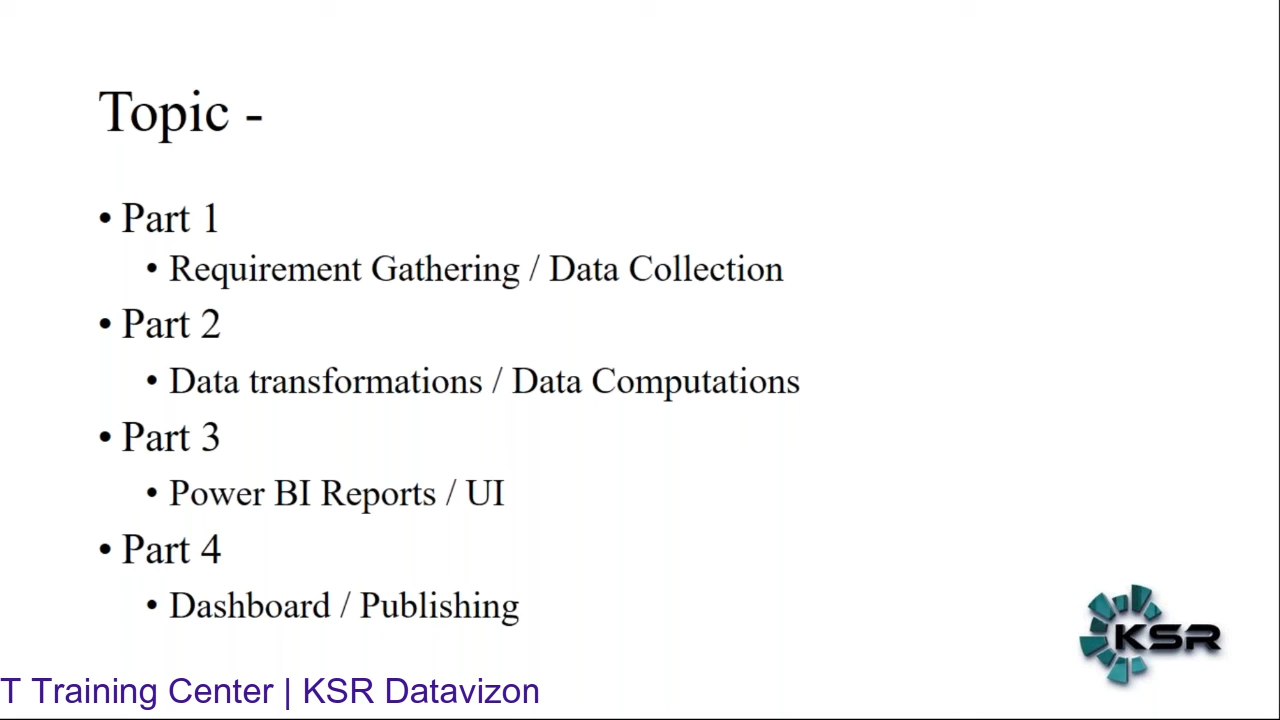 Topic -
• Part 1
• Requirement Gathering / Data Collection
• Part 2
• Data transformations / Data Computations
• Part 3
• Power BI Reports / UI
• Part 4
• Dashboard / Publishing
KSR
T Training Center | KSR Datavizon